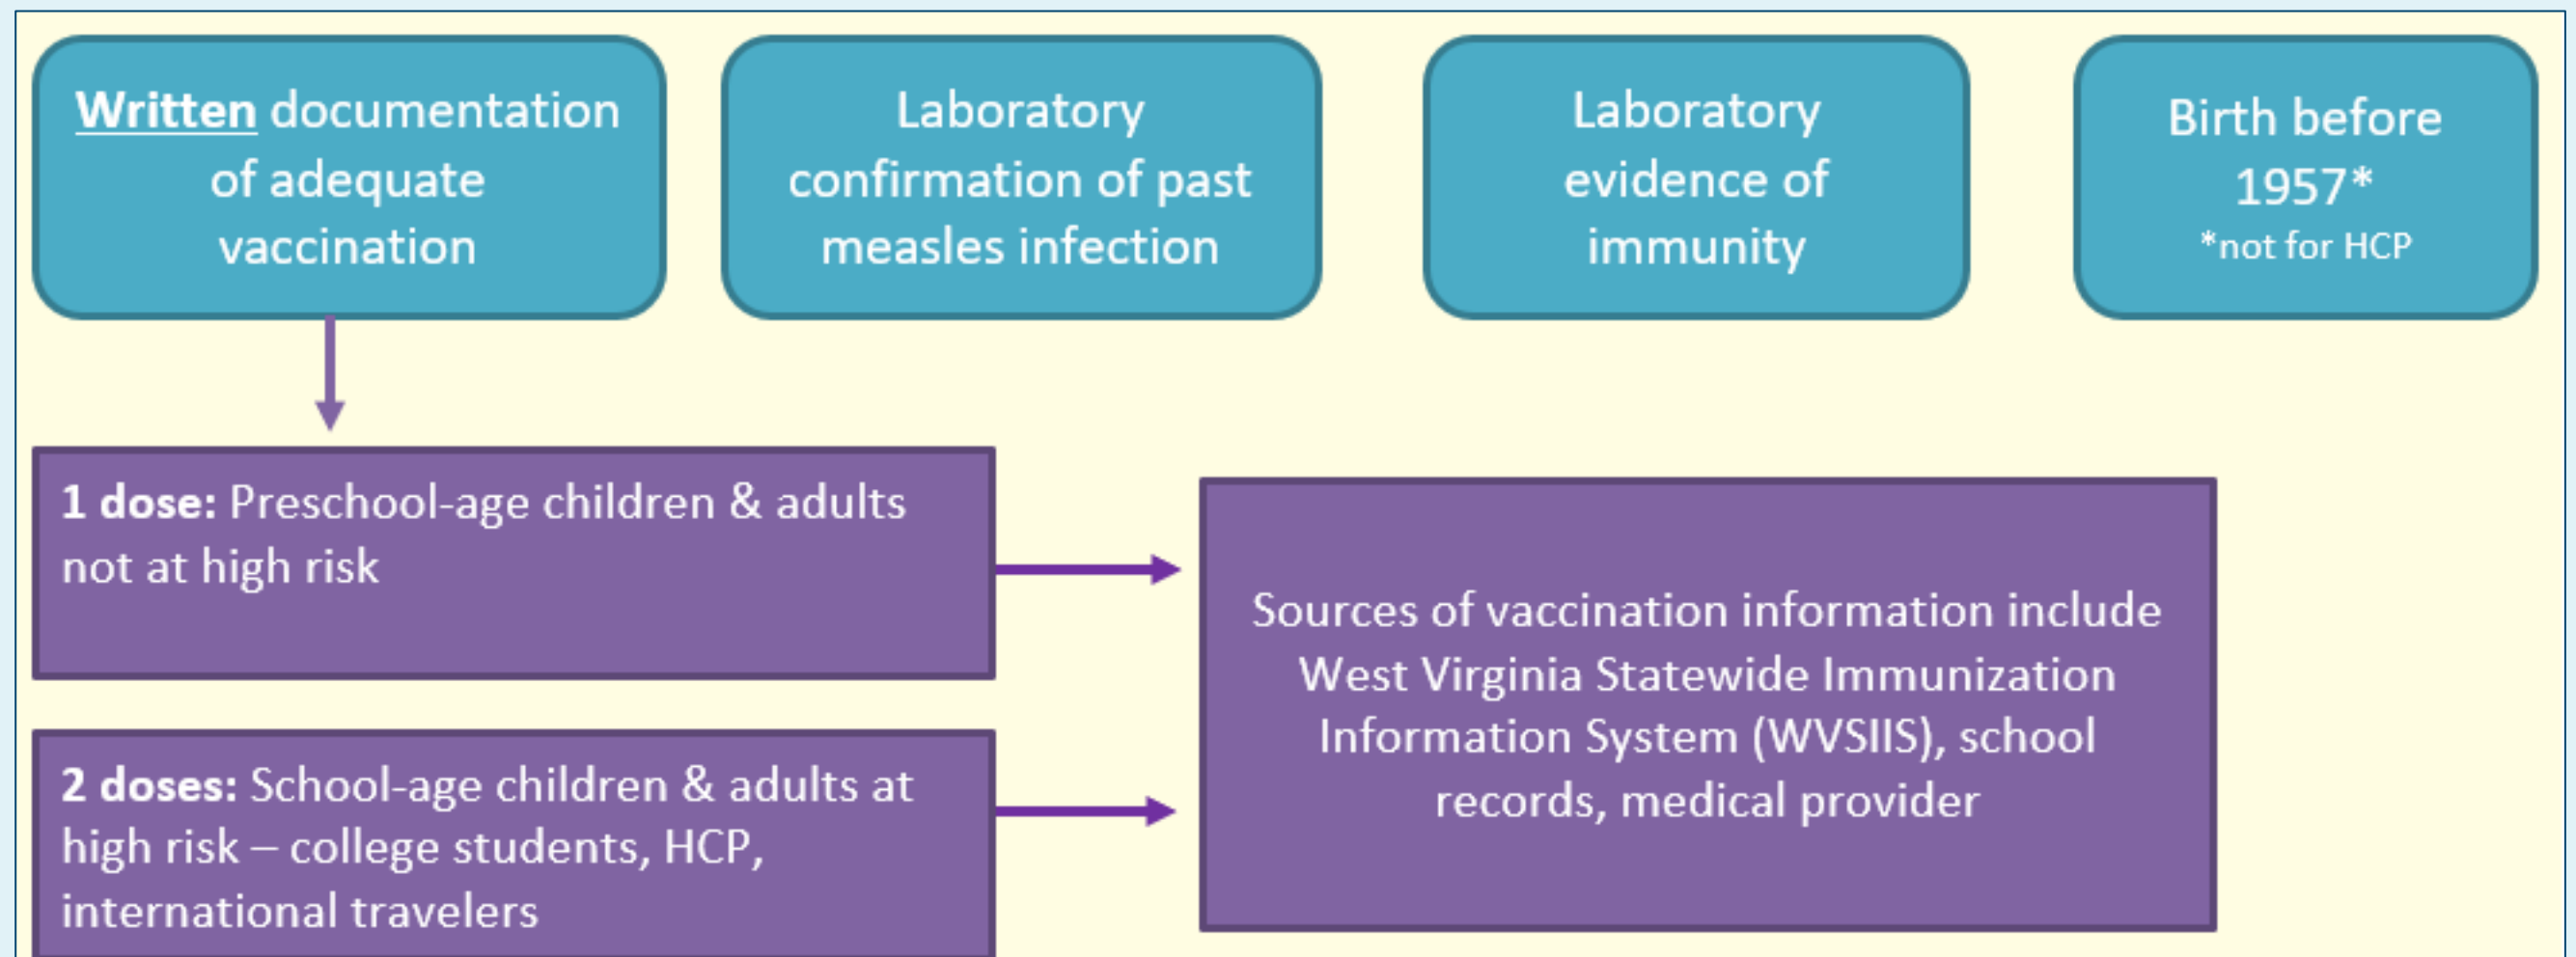 Written documentation
of adequate
vaccination
Laboratory
confirmation of past
measles infection
Laboratory
evidence of
immunity
Birth before
1957*
*not for HCP
1 dose: Preschool-age children & adults
not at high risk
2 doses: School-age children & adults at
high risk – college students, HCP,
international travelers
Sources of vaccination information include
West Virginia Statewide Immunization
Information System (WVSIIS), school
records, medical provider